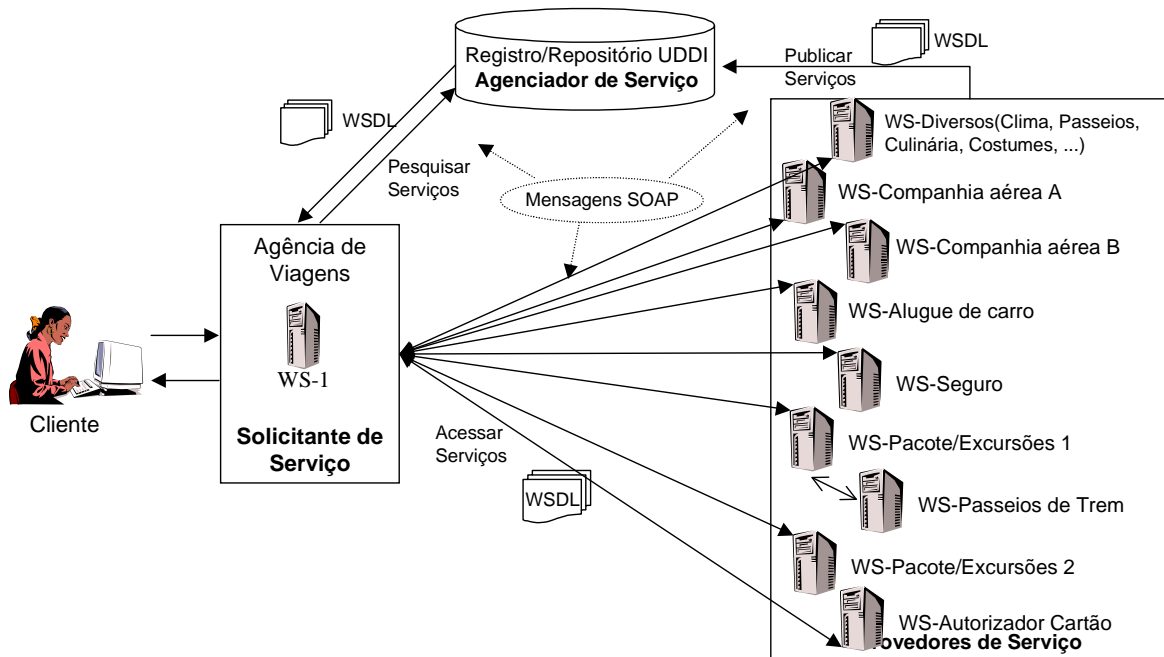 Registro/Repositório UDDI
Agenciador de Serviço
Publicar
Serviços
WSDL
WSDL
Pesquisar
Serviços
Mensagens SOAP
WS-Diversos(Clima, Passeios,
Culinária, Costumes, ...)
WS-Companhia aérea A
WS-Companhia aérea B
WS-Alugue de carro
WS-Seguro
WS-Pacote/Excursões 1
WS-Passeios de Trem
WS-Pacote/Excursões 2
WS-Autorizador Cartão
rovedores de Serviço
Agência de
Viagens
WS-1
Solicitante de
Serviço
Cliente
Acessar
Serviços
WSDL